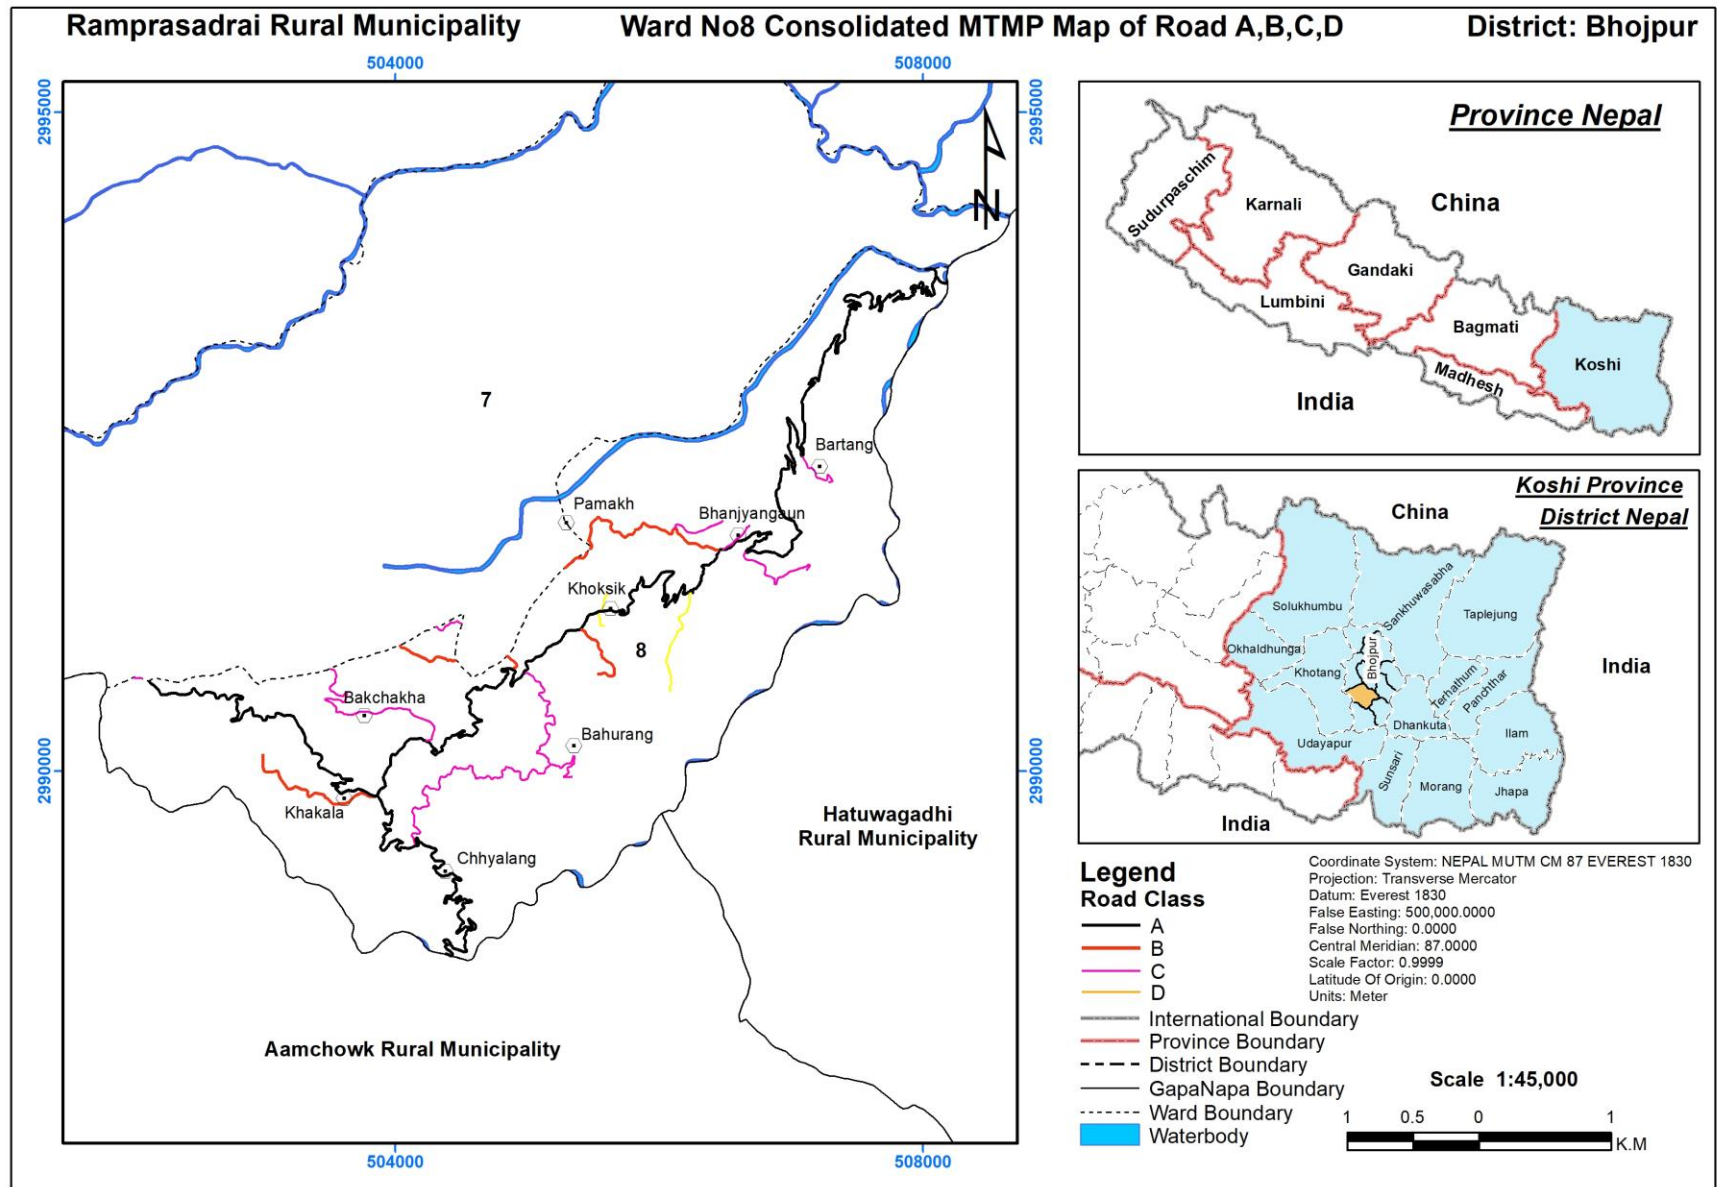 Ramprasadrai Rural Municipality
Ward No8 Consolidated MTMP Map of Road A,B,C,D
District: Bhojpur
504000
508000
2995000
2995000
N
7
Bartang
Pamakh
Bhanjyangaun
Khoksik
8
Bakchakha
Bahurang
2990000
2990000
Khakala
Hatuwagadhi
Rural Municipality
Chhyalang
Aamchowk Rural Municipality
504000
508000
Province Nepal
China
Sudurpaschim
Karnali
Gandaki
Lumbini
Bagmati
Koshi
Madhesh
India
Koshi Province
District Nepal
China
Sankhuwasabha
Solukhumbu
Taplejung
Okhaldhunga
Bhojpur
Khotang
India
Terhathum
Panchthar
Dhankuta
Udayapur
Ilam
Sunsari
Morang
Jhapa
India
Legend
Road Class
A
B
C
D
International Boundary
Province Boundary
District Boundary
GapaNapa Boundary
Ward Boundary
Waterbody
Coordinate System: NEPAL MUTM CM 87 EVEREST 1830
Projection: Transverse Mercator
Datum: Everest 1830
False Easting: 500,000.0000
False Northing: 0.0000
Central Meridian: 87.0000
Scale Factor: 0.9999
Latitude Of Origin: 0.0000
Units: Meter
Scale 1:45,000
1 0.5 0 1
K.M